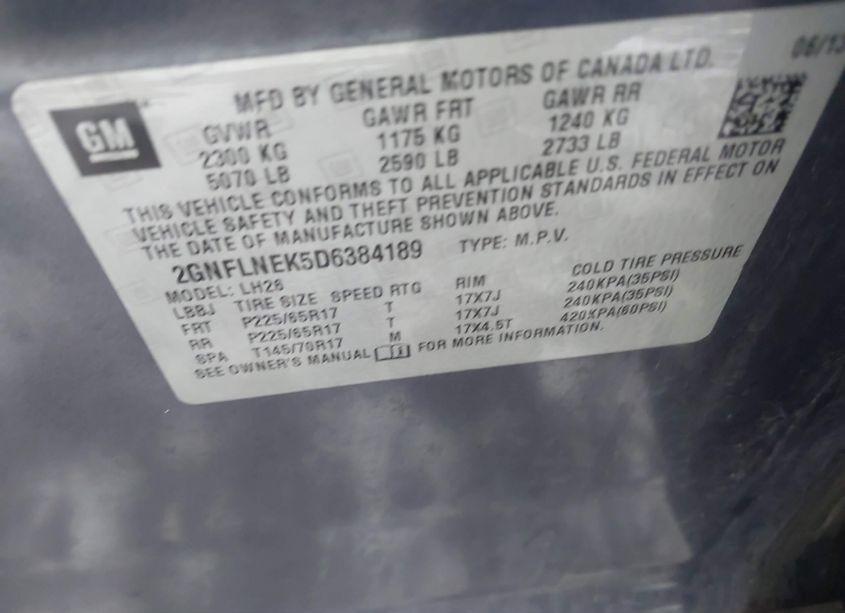 06/13
MFD BY GENERAL MOTORS OF CANADA LTD.
GM
GVWR GAWR FRT GAWR RR
2300 KG 1175 KG 1240 KG
5070 LB 2590 LB 2733 LB
THIS VEHICLE CONFORMS TO ALL APPLICABLE U.S. FEDERAL MOTOR
VEHICLE SAFETY AND THEFT PREVENTION STANDARDS IN EFFECT ON
THE DATE OF MANUFACTURE SHOWN ABOVE.
2GNFLNEK5D6384189 TYPE: M.P.V.
MODEL: LH26
LBBJ TIRE SIZE SPEED RTG RIM COLD TIRE PRESSURE
FRT P225/65R17 T 17X7J 240KPA(35PSI)
RR P225/65R17 T 17X7J 240KPA(35PSI)
SPA T145/70R17 M 17X4.5T 420KPA(60PSI)
SEE OWNER'S MANUAL FOR MORE INFORMATION.